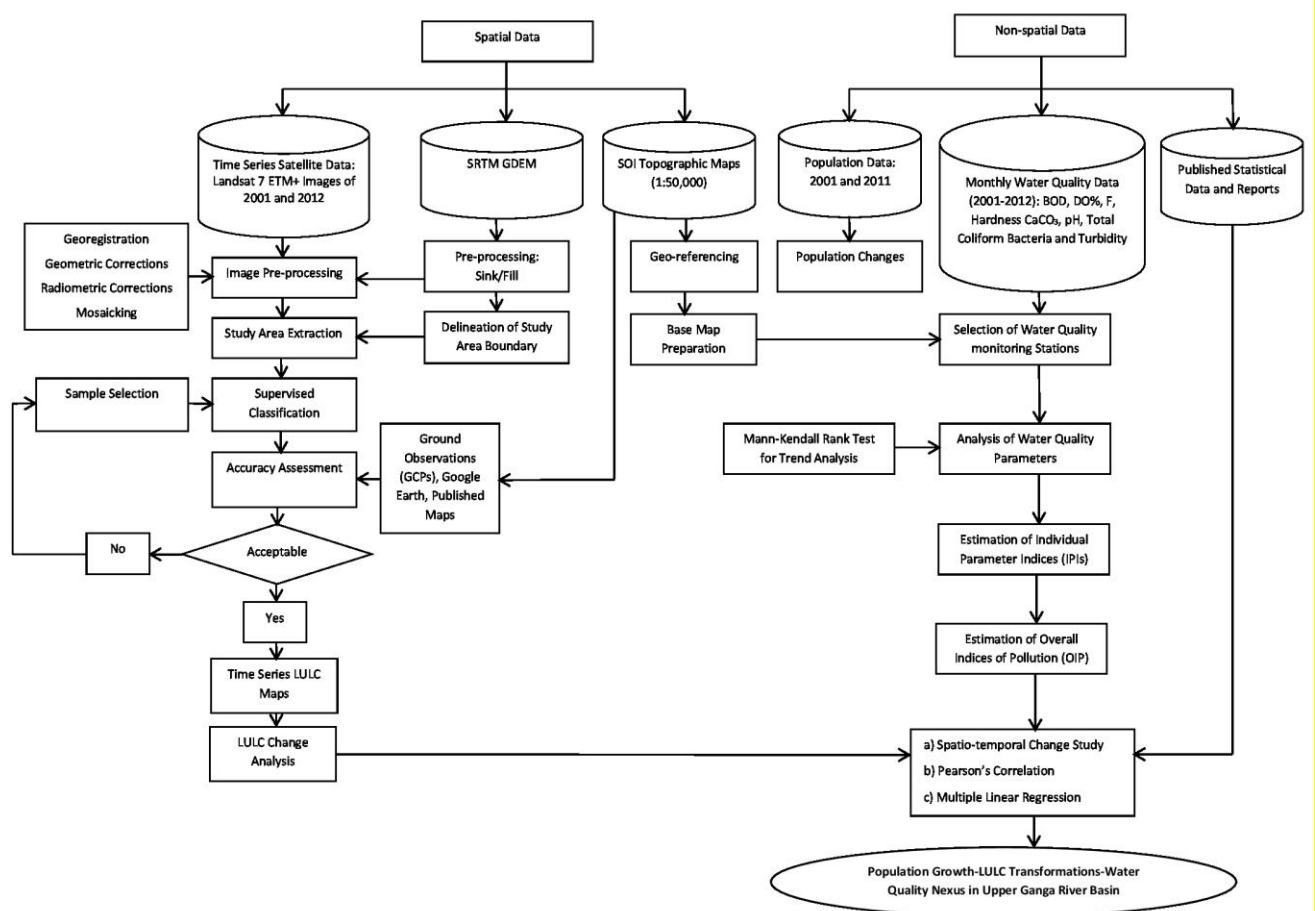 Spatial Data
Non-spatial Data
Time Series Satellite Data:
Landsat 7 ETM+ Images of
2001 and 2012
SRTM GDEM
SOI Topographic Maps
(1:50,000)
Population Data:
2001 and 2011
Monthly Water Quality Data
(2001-2012): BOD, DO%, F,
Hardness CaCO₃, pH, Total
Coliform Bacteria and Turbidity
Published Statistical
Data and Reports
Georegistration
Geometric Corrections
Radiometric Corrections
Mosaicking
Image Pre-processing
Pre-processing:
Sink/Fill
Geo-referencing
Population Changes
Study Area Extraction
Delineation of Study
Area Boundary
Base Map
Preparation
Selection of Water Quality
monitoring Stations
Sample Selection
Supervised
Classification
Accuracy Assessment
Ground
Observations
(GCPs), Google
Earth, Published
Maps
Mann-Kendall Rank Test
for Trend Analysis
Analysis of Water Quality
Parameters
No
Acceptable
Estimation of Individual
Parameter Indices (IPIs)
Yes
Estimation of Overall
Indices of Pollution (OIP)
Time Series LULC
Maps
LULC Change
Analysis
a) Spatio-temporal Change Study
b) Pearson's Correlation
c) Multiple Linear Regression
Population Growth-LULC Transformations-Water
Quality Nexus in Upper Ganga River Basin